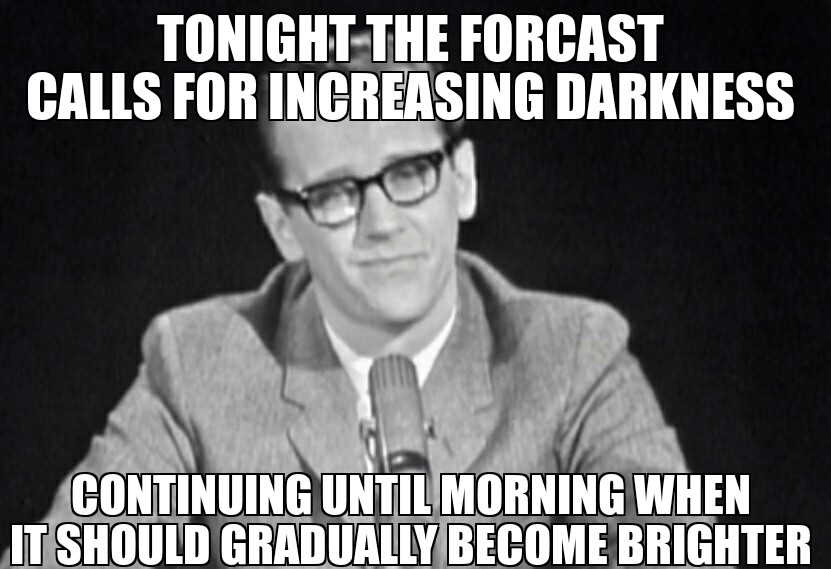 TONIGHT THE FORCAST
CALLS FOR INCREASING DARKNESS
CONTINUING UNTIL MORNING WHEN
IT SHOULD GRADUALLY BECOME BRIGHTER